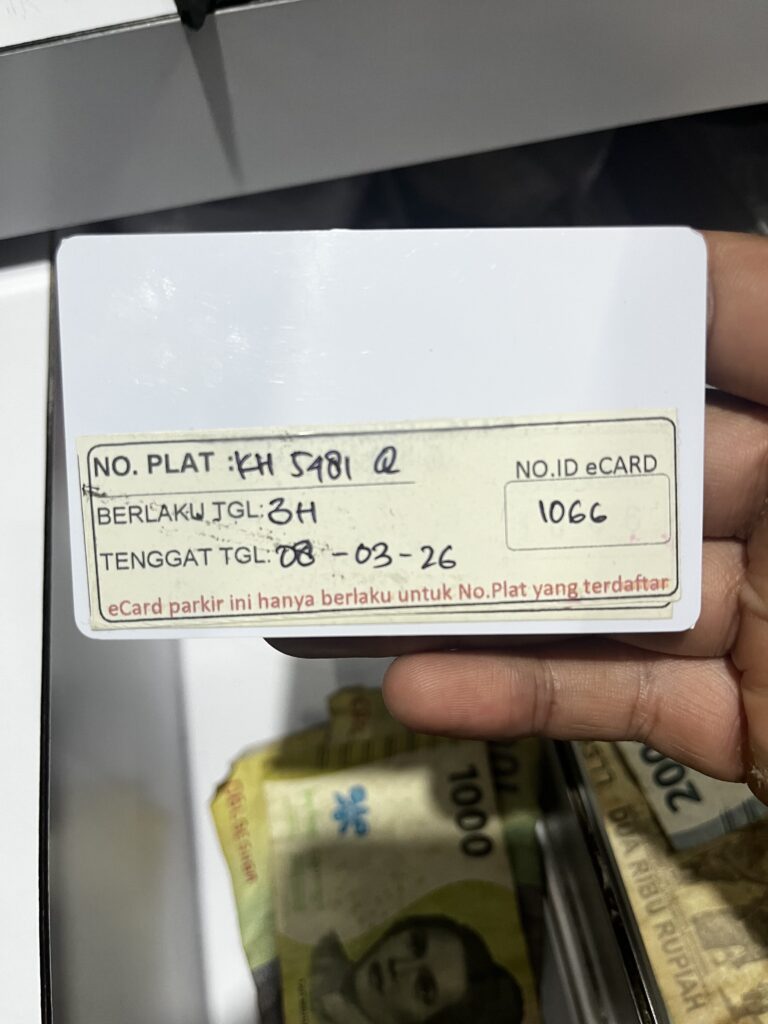 NO. PLAT : KH 5481 Q
NO.ID eCARD
1066
BERLAKU TGL: 3H
TENGGAT TGL: 08 - 03 - 26
eCard parkir ini hanya berlaku untuk No.Plat yang terdaftar
1000
200
DUA RIBU RUPIAH